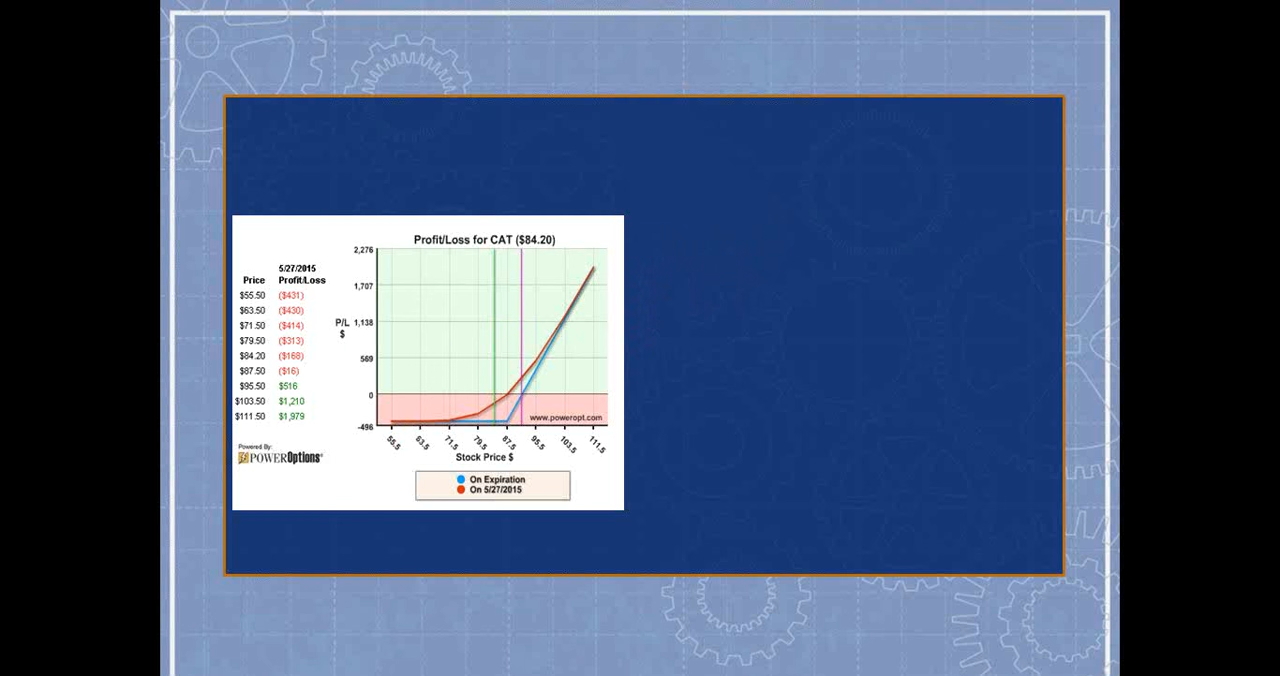 Profit/Loss for CAT ($84.20)
5/27/2015
Price Profit/Loss
$55.50 ($431)
$63.50 ($430)
$71.50 ($414)
$79.50 ($313)
$84.20 ($168)
$87.50 ($16)
$95.50 $516
$103.50 $1,210
$111.50 $1,979
Powered By:
POWEROptions®
P/L
$
2,276
1,707
1,138
569
0
-498
www.poweropt.com
55.5 63.5 71.5 79.5 87.5 95.5 103.5 111.5
Stock Price $
On Expiration
On 5/27/2015